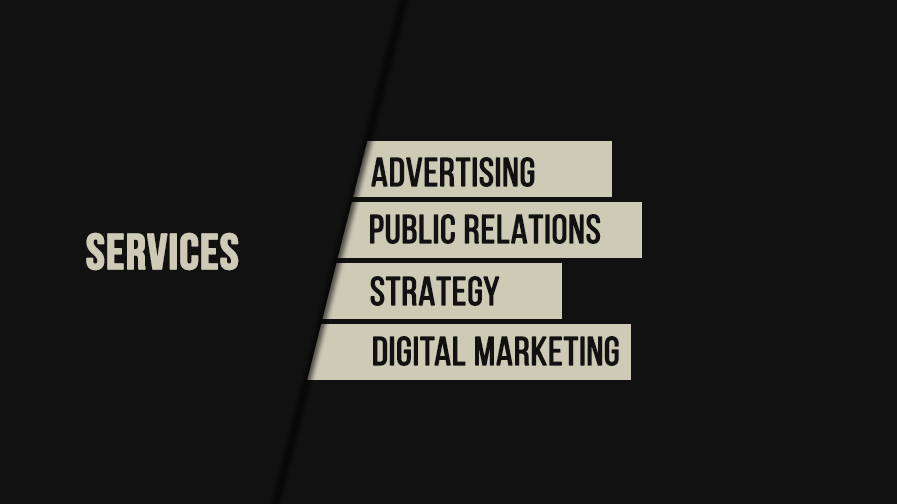 SERVICES
ADVERTISING
PUBLIC RELATIONS
STRATEGY
DIGITAL MARKETING